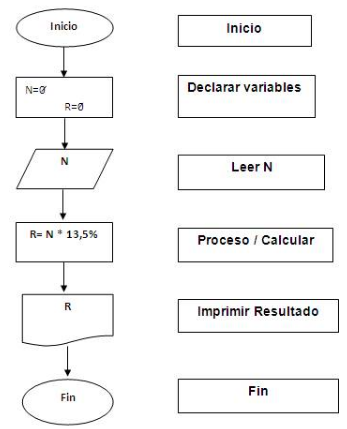 Inicio
Inicio
N=0
R=0
Declarar variables
N
Leer N
R= N * 13,5%
Proceso / Calcular
R
Imprimir Resultado
Fin
Fin